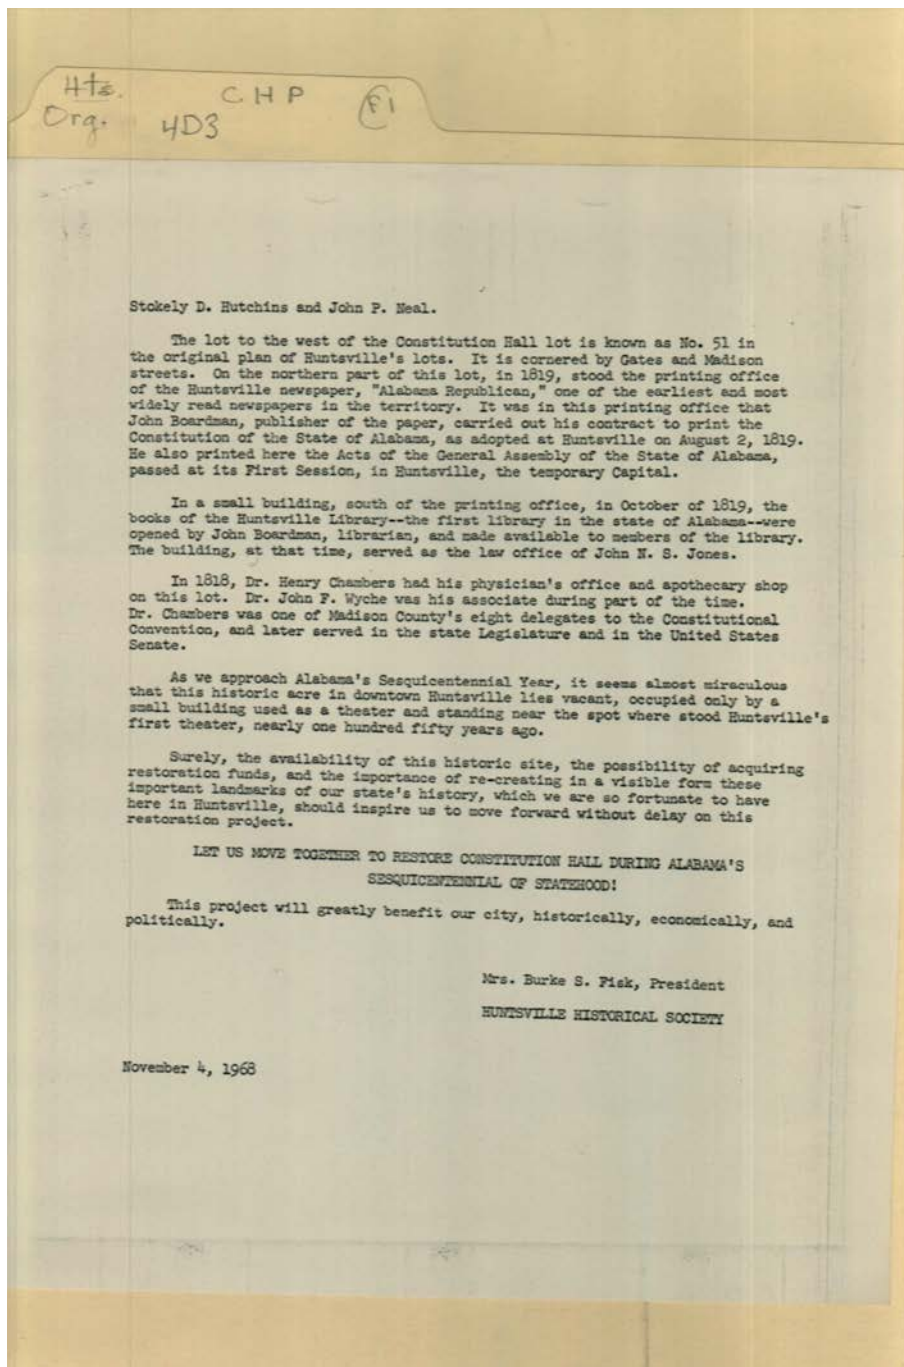 Hts.
Org.
CHP
4D3
F1
Stokely D. Hutchins and John P. Neal.
The lot to the west of the Constitution Hall lot is known as No. 51 in
the original plan of Huntsville's lots. It is cornered by Gates and Madison
streets. On the northern part of this lot, in 1819, stood the printing office
of the Huntsville newspaper, "Alabama Republican," one of the earliest and most
widely read newspapers in the territory. It was in this printing office that
John Boardman, publisher of the paper, carried out his contract to print the
Constitution of the State of Alabama, as adopted at Huntsville on August 2, 1819.
He also printed here the Acts of the General Assembly of the State of Alabama,
passed at its First Session, in Huntsville, the temporary Capital.
In a small building, south of the printing office, in October of 1819, the
books of the Huntsville Library--the first library in the state of Alabama--were
opened by John Boardman, librarian, and made available to members of the library.
The building, at that time, served as the law office of John N. S. Jones.
In 1818, Dr. Henry Chambers had his physician's office and apothecary shop
on this lot. Dr. John F. Wyche was his associate during part of the time.
Dr. Chambers was one of Madison County's eight delegates to the Constitutional
Convention, and later served in the state Legislature and in the United States
Senate.
As we approach Alabama's Sesquicentennial Year, it seems almost miraculous
that this historic acre in downtown Huntsville lies vacant, occupied only by a
small building used as a theater and standing near the spot where stood Huntsville's
first theater, nearly one hundred fifty years ago.
Surely, the availability of this historic site, the possibility of acquiring
restoration funds, and the importance of re-creating in a visible form these
important landmarks of our state's history, which we are so fortunate to have
here in Huntsville, should inspire us to move forward without delay on this
restoration project.
LET US MOVE TOGETHER TO RESTORE CONSTITUTION HALL DURING ALABAMA'S
SESQUICENTENNIAL OF STATEHOOD!
This project will greatly benefit our city, historically, economically, and
politically.
Mrs. Burke S. Fisk, President
HUNTSVILLE HISTORICAL SOCIETY
November 4, 1968